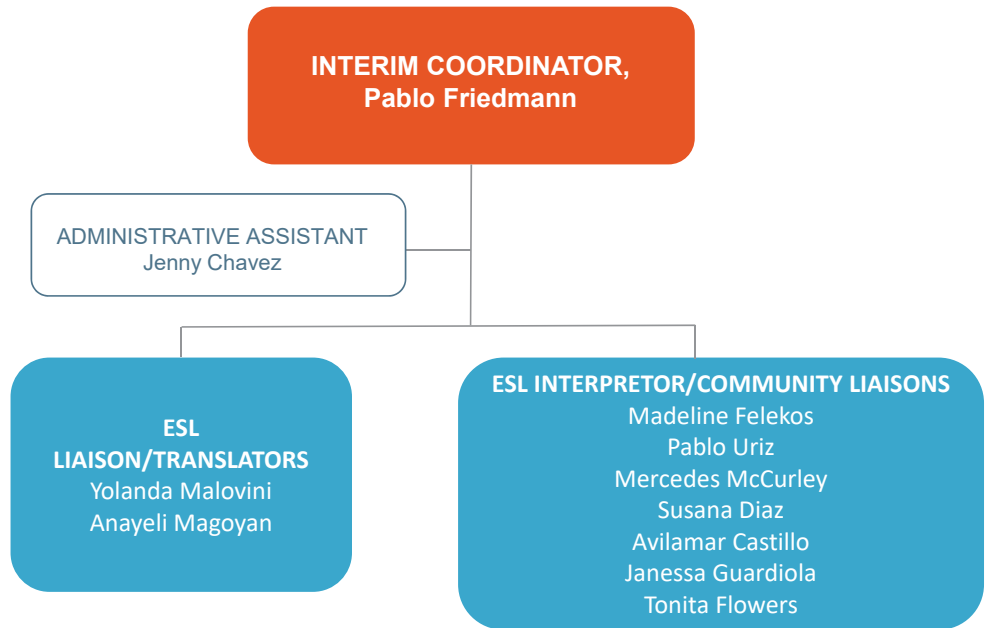 INTERIM COORDINATOR,
Pablo Friedmann
ADMINISTRATIVE ASSISTANT
Jenny Chavez
ESL
LIAISON/TRANSLATORS
Yolanda Malovini
Anayeli Magoyan
ESL INTERPRETOR/COMMUNITY LIAISONS
Madeline Felekos
Pablo Uriz
Mercedes McCurley
Susana Diaz
Avilamar Castillo
Janessa Guardiola
Tonita Flowers